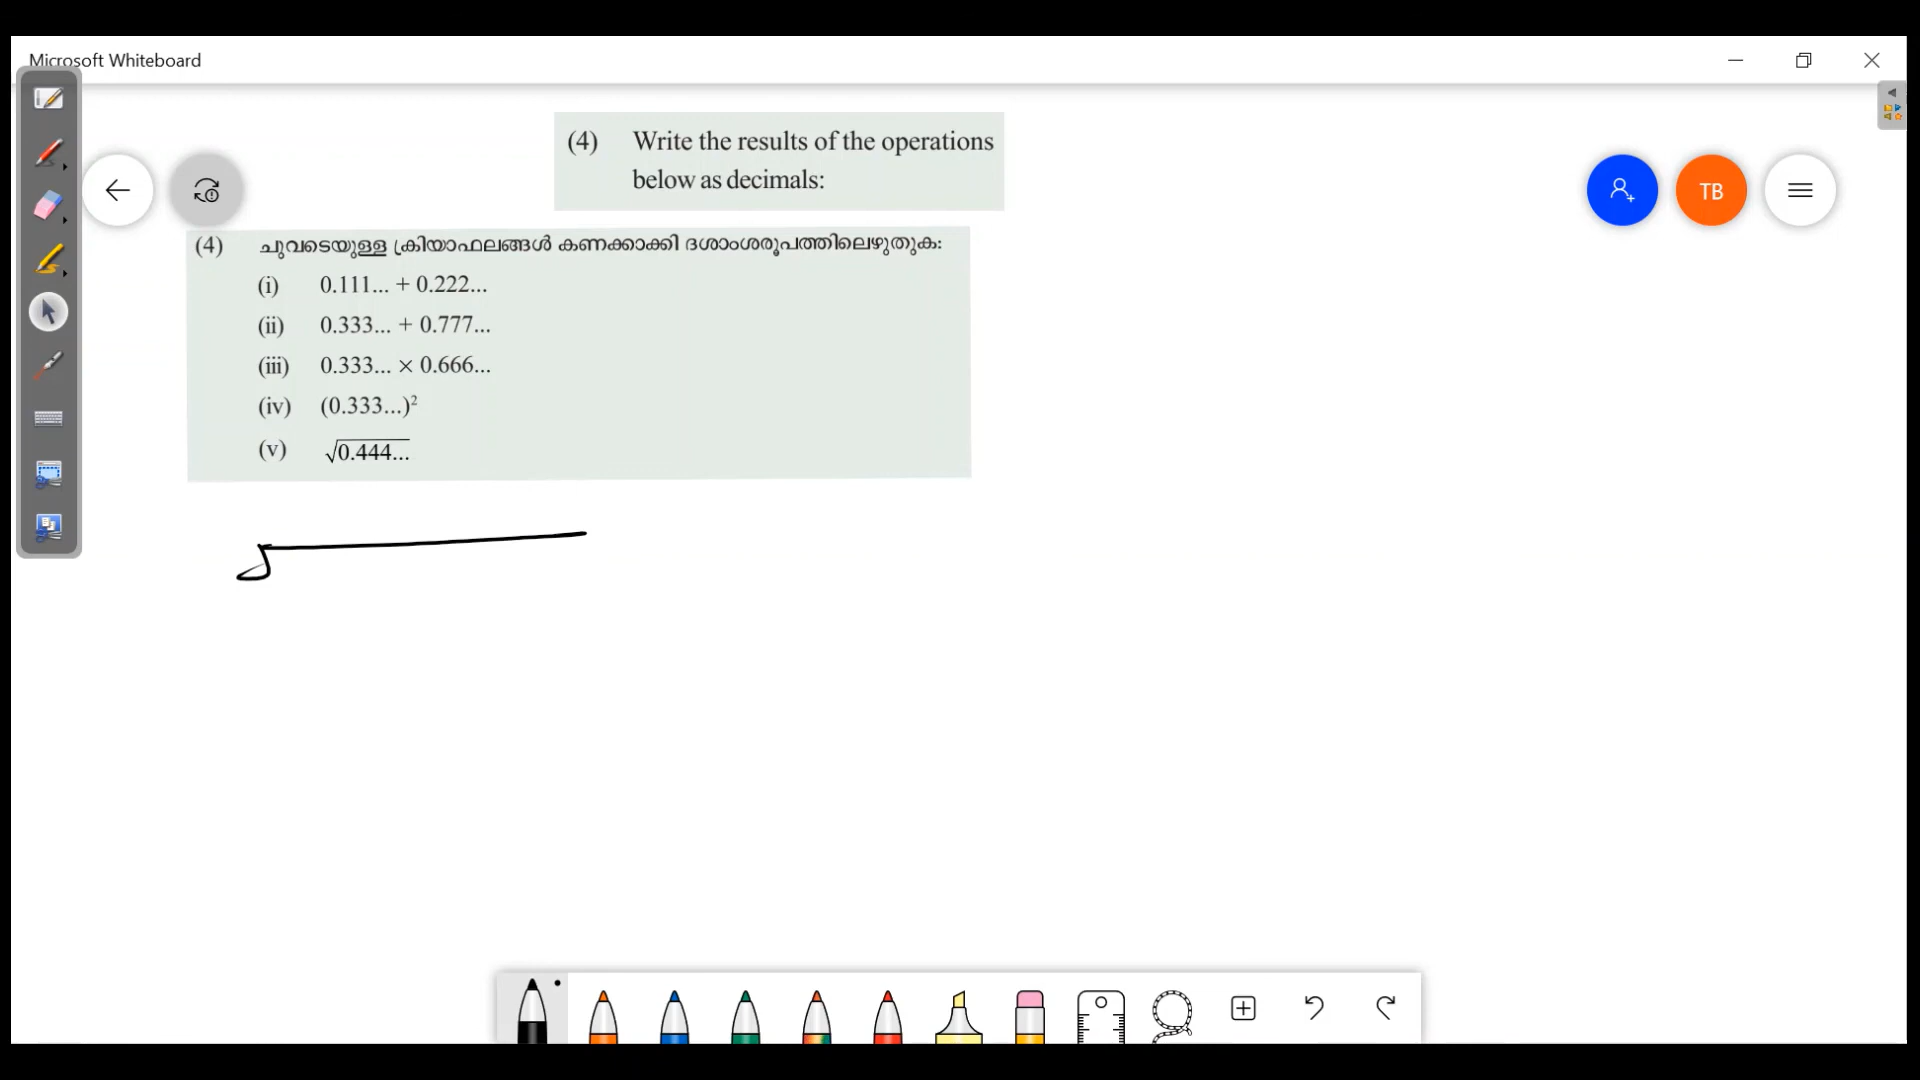 Microsoft Whiteboard
(4) Write the results of the operations
below as decimals:
TB
(4) ചുവടെയുള്ള ക്രിയാഫലങ്ങൾ കണക്കാക്കി ദശാംശരൂപത്തിലെഴുതുക:
(i) 0.111... + 0.222...
(ii) 0.333... + 0.777...
(iii) 0.333... × 0.666...
(iv) (0.333...)²
(v) √0.444...